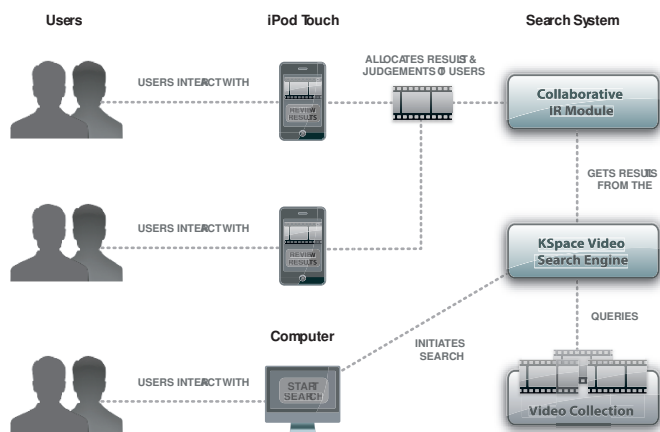 Users
iPod Touch
Search System
ALLOCATES RESULTS &
JUDGEMENTS TO USERS
USERS INTERACT WITH
REVIEW
RESULTS
Collaborative
IR Module
GETS RESULTS
FROM THE
USERS INTERACT WITH
REVIEW
RESULTS
KSpace Video
Search Engine
QUERIES
Computer
INITIATES
SEARCH
USERS INTERACT WITH
START
SEARCH
Video Collection